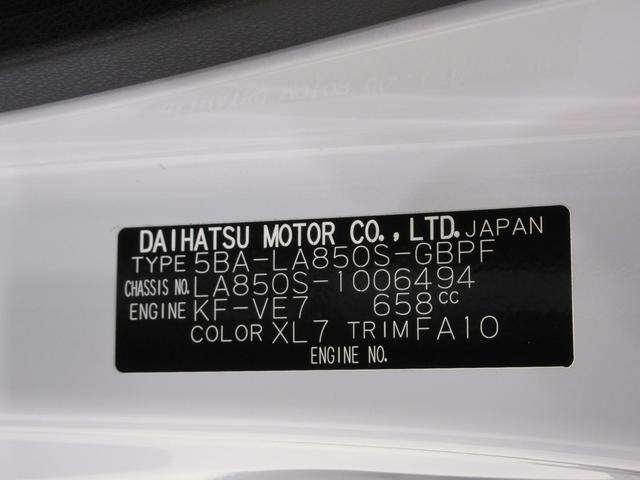 DAIHATSU MOTOR CO., LTD. JAPAN
TYPE 5BA-LA850S-GBPF
CHASSIS NO. LA850S-1006494
ENGINE KF-VE7 658cc
COLOR XL7 TRIM FA10
ENGINE NO.